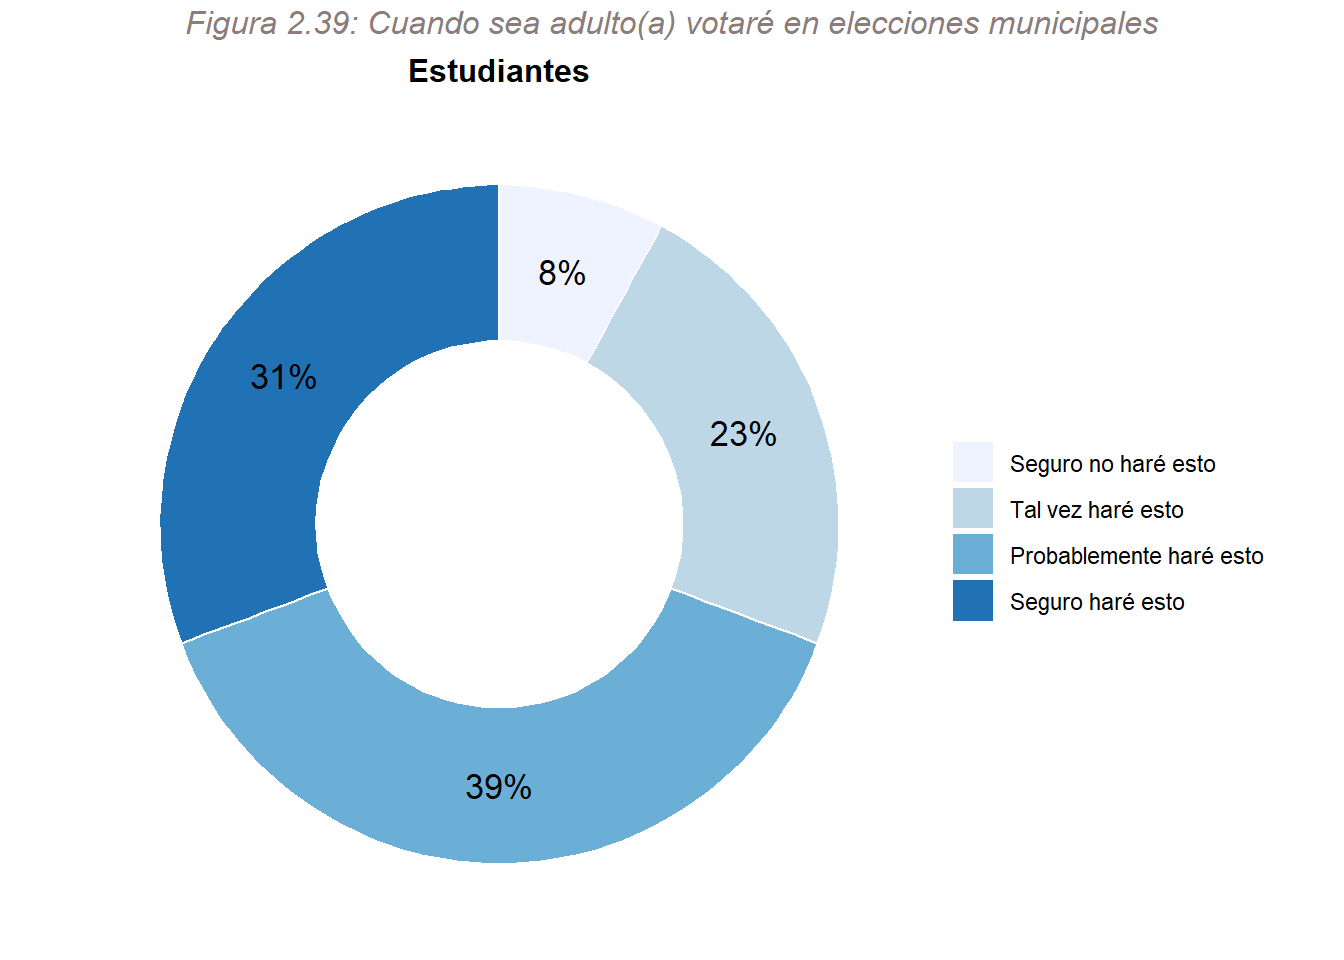 Figura 2.39: Cuando sea adulto(a) votaré en elecciones municipales
Estudiantes
8%
31%
23%
39%
Seguro no haré esto
Tal vez haré esto
Probablemente haré esto
Seguro haré esto